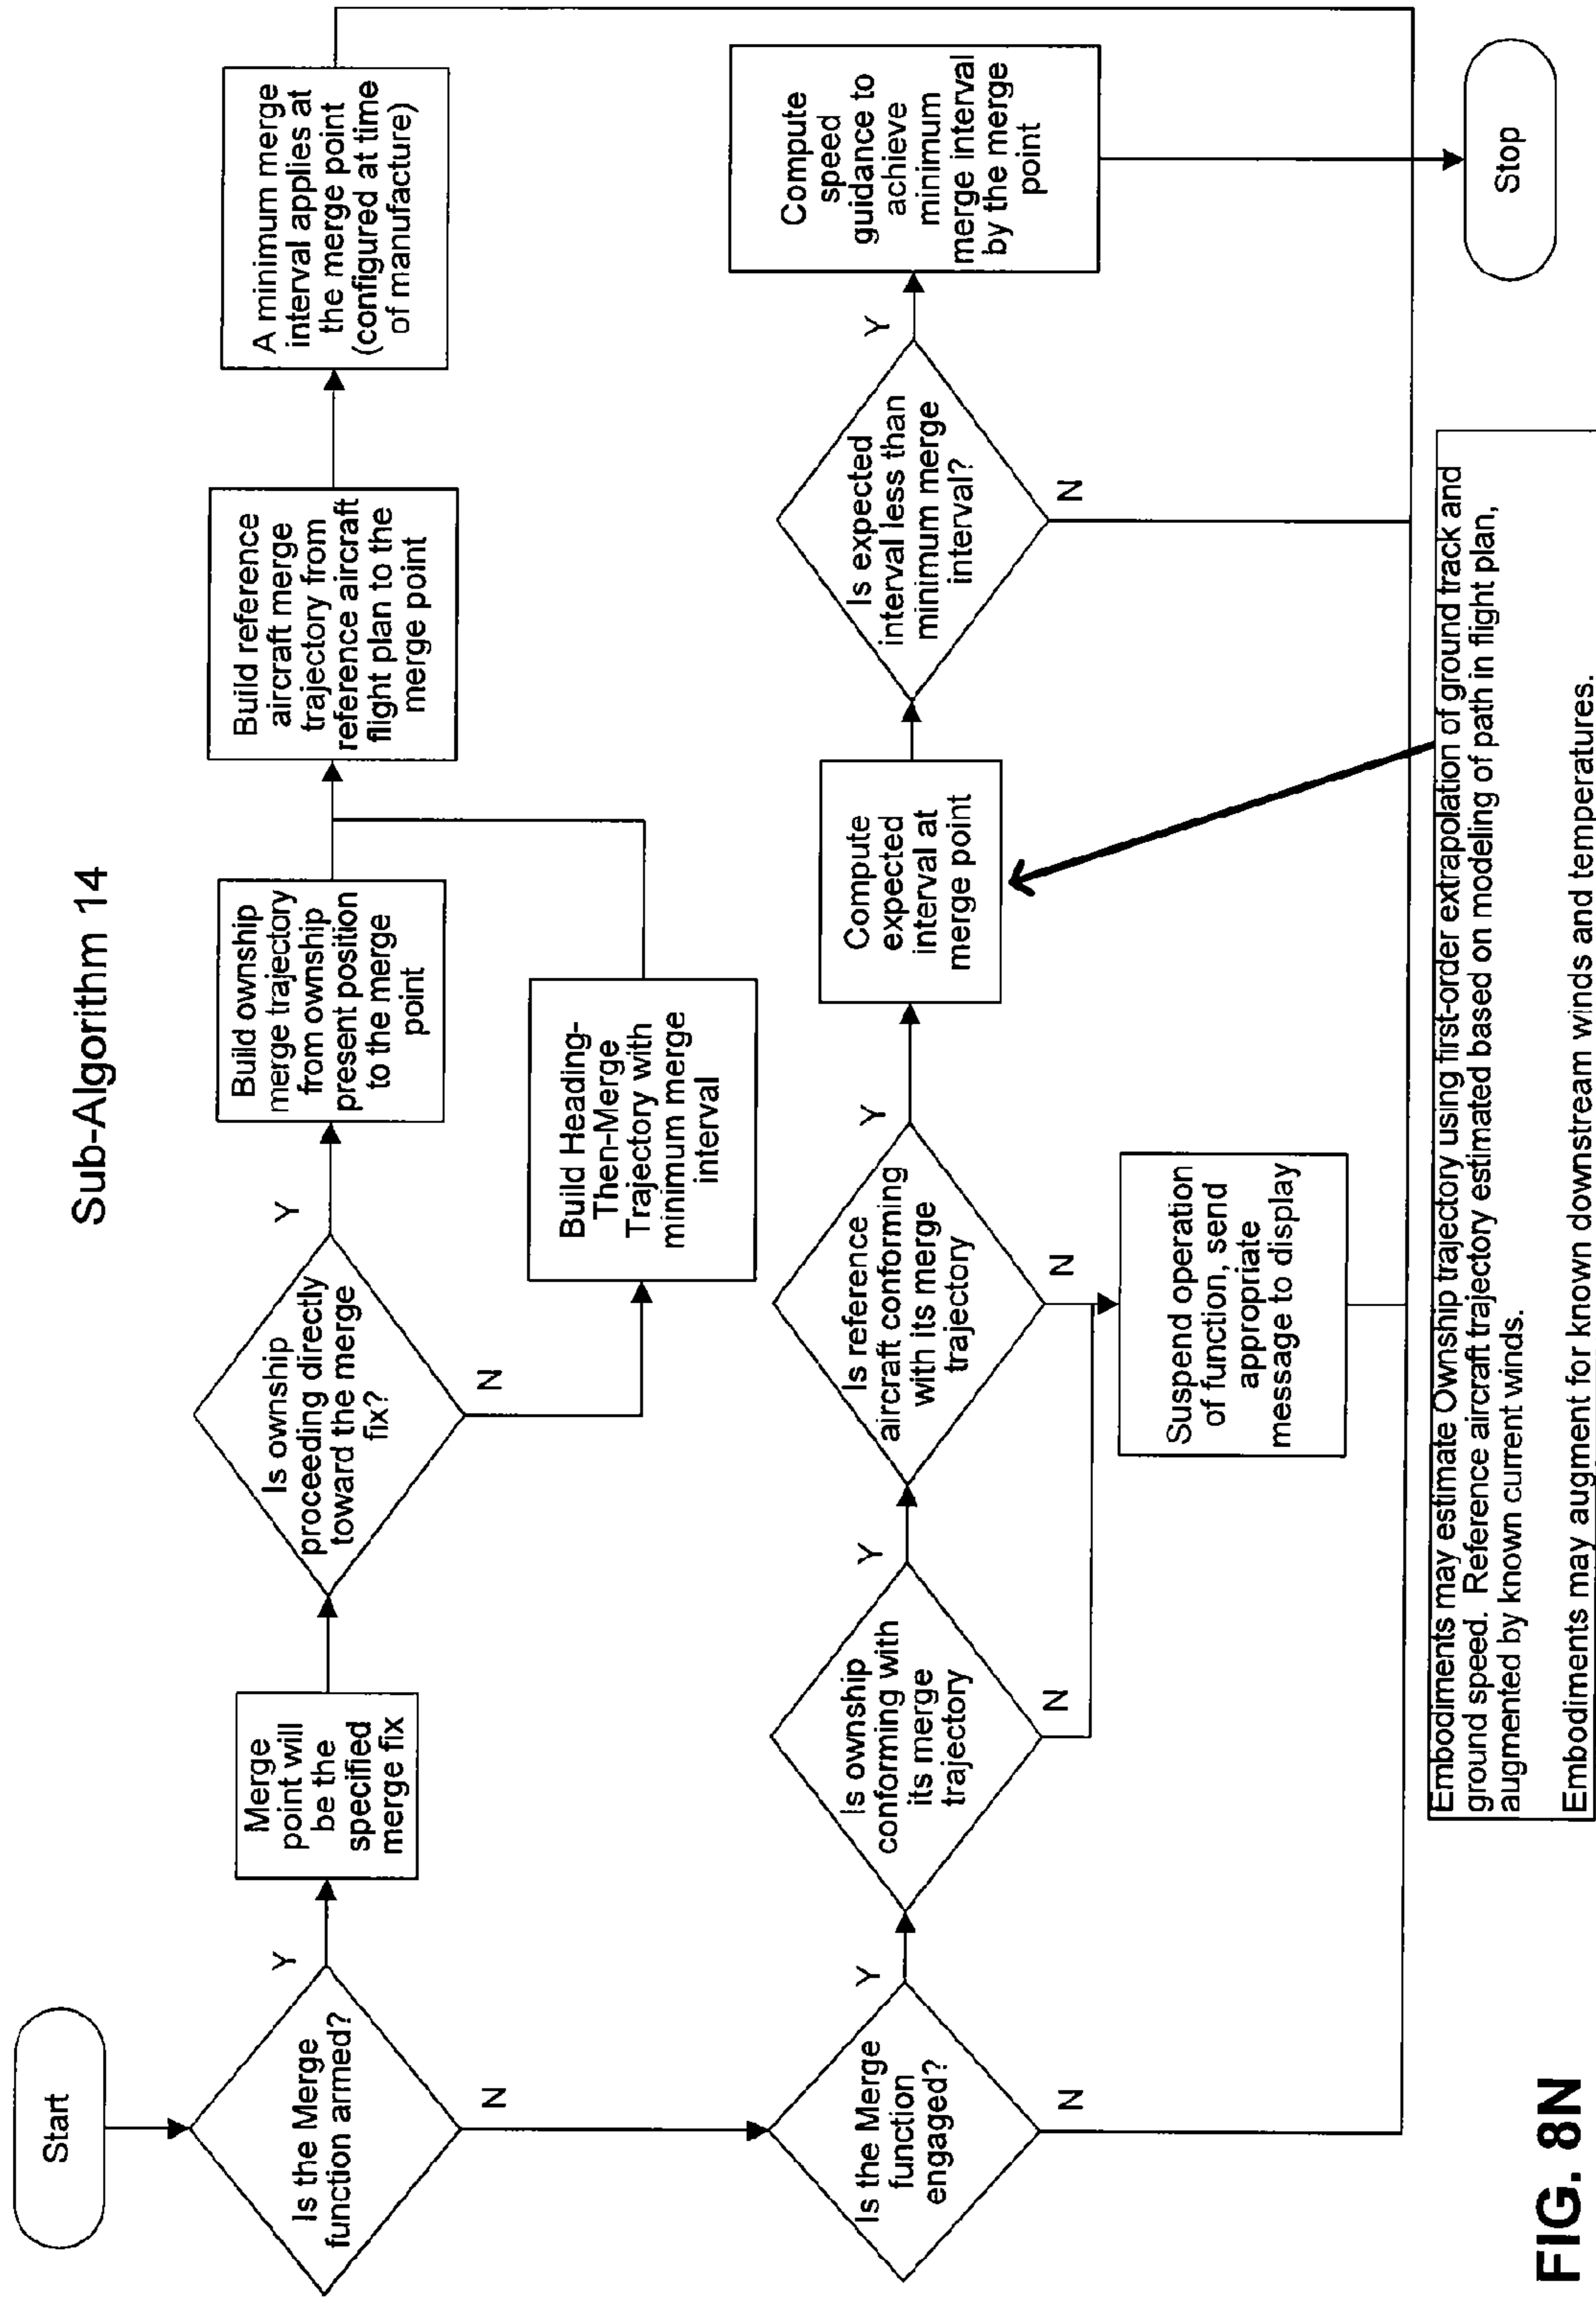 Sub-Algorithm 14
Start
Is the Merge
function armed?
Y
N
Merge
point will
be the
specified
merge fix
Is ownship
proceeding directly
toward the merge
fix?
Y
N
Build ownship
merge trajectory
from ownship
present position
to the merge
point
Build Heading-
Then-Merge
Trajectory with
minimum merge
interval
Build reference
aircraft merge
trajectory from
reference aircraft
flight plan to the
merge point
A minimum merge
interval applies at
the merge point
(configured at time
of manufacture)
Is the Merge
function
engaged?
Y
N
Is ownship
conforming with
its merge
trajectory
Y
N
Is reference
aircraft conforming
with its merge
trajectory
Y
N
Suspend operation
of function, send
appropriate
message to display
Compute
expected
interval at
merge point
Is expected
interval less than
minimum merge
interval?
Y
N
Compute
speed
guidance to
achieve
minimum
merge interval
by the merge
point
Stop
Embodiments may estimate Ownship trajectory using first-order extrapolation of ground track and
ground speed. Reference aircraft trajectory estimated based on modeling of path in flight plan,
augmented by known current winds.
Embodiments may augment for known downstream winds and temperatures.
FIG. 8N